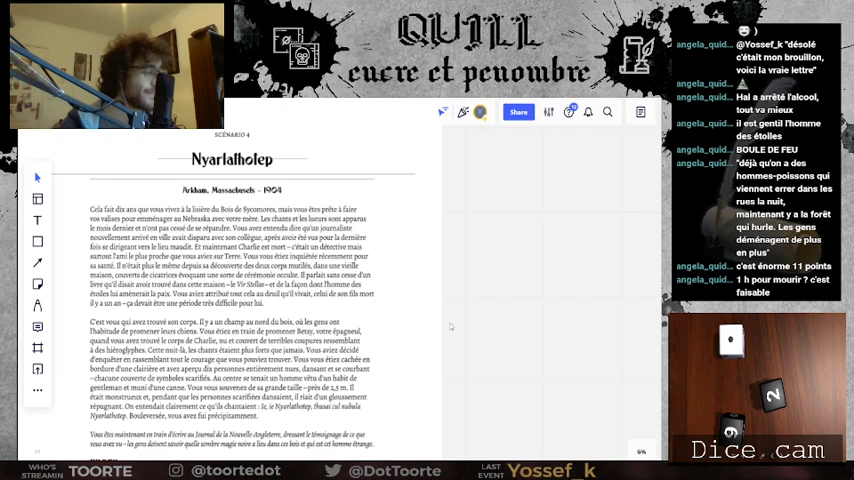 QUILL
encre et penombre
Share
SCÉNARIO 4
Nyarlathotep
Arkham, Massachusets – 1904
Cela fait dix ans que vous vivez à la lisière du Bois de Sycomores, mais vous êtes prête à faire
vos valises pour emménager au Nebraska avec votre mère. Les chants et les lueurs sont apparus
le mois dernier et n'ont pas cessé de se répandre. Vous avez entendu dire qu'un journaliste
nouvellement arrivé en ville avait disparu avec son collègue, après avoir été vus pour la dernière
fois se dirigeant vers le lieu maudit. Et maintenant Charlie est mort – c'était un détective mais
surtout l'ami le plus proche que vous ayiez sur Terre. Vous vous étiez inquiétée récemment pour
sa santé. Il n'était plus le même depuis sa découverte de deux corps mutilés, dans une vieille
maison, couverts de cicatrices évoquant une sorte de cérémonie occulte. Il parlait sans cesse d'un
livre qu'il disait avoir trouvé dans cette maison – le Vir Stellas – et de la façon dont l'homme des
étoiles lui amènerait la paix. Vous aviez attribué tout cela au deuil qu'il vivait, celui de son fils mort
il y a un an – ça devait être une période très difficile pour lui.
C'est vous qui avez trouvé son corps. Il y a un champ au nord du bois, où les gens ont
l'habitude de promener leurs chiens. Vous étiez en train de promener Betsy, votre épagneul,
quand vous avez trouvé le corps de Charlie, nu et couvert de terribles coupures ressemblant
à des hiéroglyphes. Cette nuit-là, les chants étaient plus forts que jamais. Vous avez décidé
d'enquêter en rassemblant tout le courage que vous pouviez trouver. Vous vous étiez cachée en
bordure d'une clairière et avez aperçu dix personnes entièrement nues, dansant et se courbant
– chacune couverte de symboles scarifiés. Au centre se tenait un homme vêtu d'un habit de
gentleman et muni d'une canne. Vous vous souvenez de sa grande taille – près de 2,5 m. Il
était monstrueux et, pendant que les personnes scarifiées dansaient, il riait d'un gloussement
répugnant. On entendait clairement ce qu'ils chantaient : Ie, ie Nyarlathotep, thusai cul nubula
Nyarlathotep. Bouleversée, vous avez fui précipitamment.
Vous êtes maintenant en train d'écrire au Journal de la Nouvelle-Angleterre, dressant le témoignage de ce que
vous avez vu – les gens doivent savoir quelle sombre magie noire a lieu dans ces bois et qui est cet homme étrange.
6%
)
angela_quid... @Yossef_k "désolé
c'était mon brouillon,
voici la vraie lettre"
angela_quid...
angela_quid... Hal a arrêté l'alcool,
tout va mieux
angela_quid... il est gentil l'homme
des étoiles
angela_quid... BOULE DE FEU
angela_quid... "déjà qu'on a des
hommes-poissons qui
viennent errer dans les
rues la nuit,
maintenant y a la forêt
qui hurle. Les gens
déménagent de plus
en plus"
angela_quid... c'est énorme 11 points
angela_quid... 1 h pour mourir ? c'est
faisable
2
9
Dice.cam
WHO'S STREAMIN TOORTE @toortedot @DotToorte LAST EVENT Yossef_k